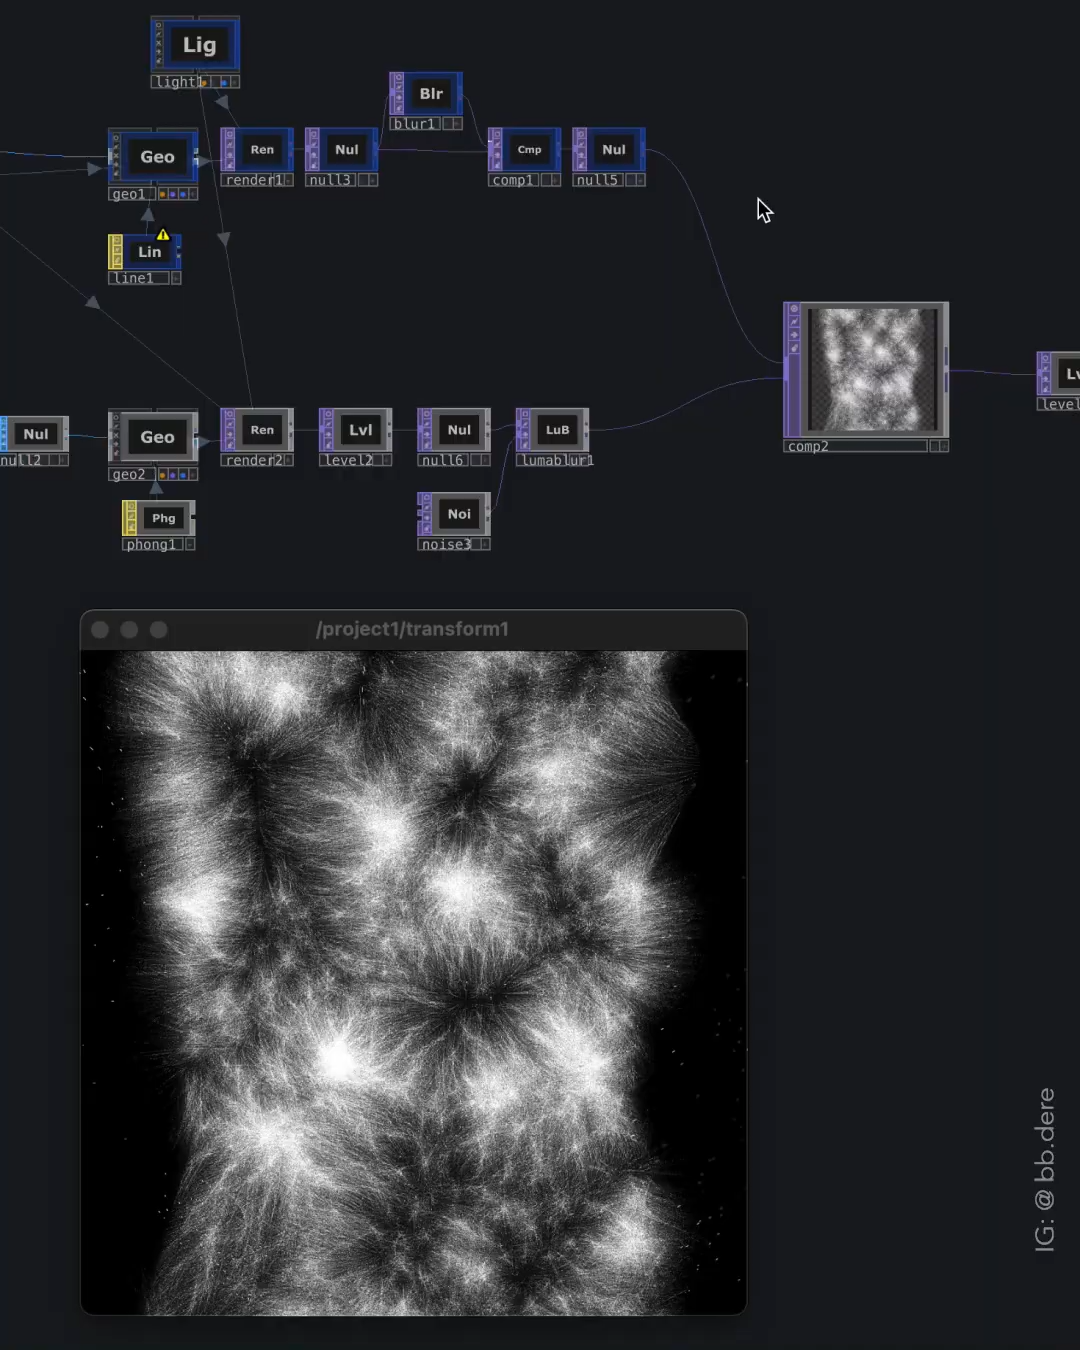 Lig
light1
Blr
blur1
Geo
geo1
Ren
render1
Nul
null3
Cmp
comp1
Nul
null5
Lin
line1
comp2
level
Nul
null2
Geo
geo2
Ren
render2
Lvl
level2
Nul
null6
LuB
lumablur1
Phg
phong1
Noi
noise3
/project1/transform1
IG: @ bb.dere